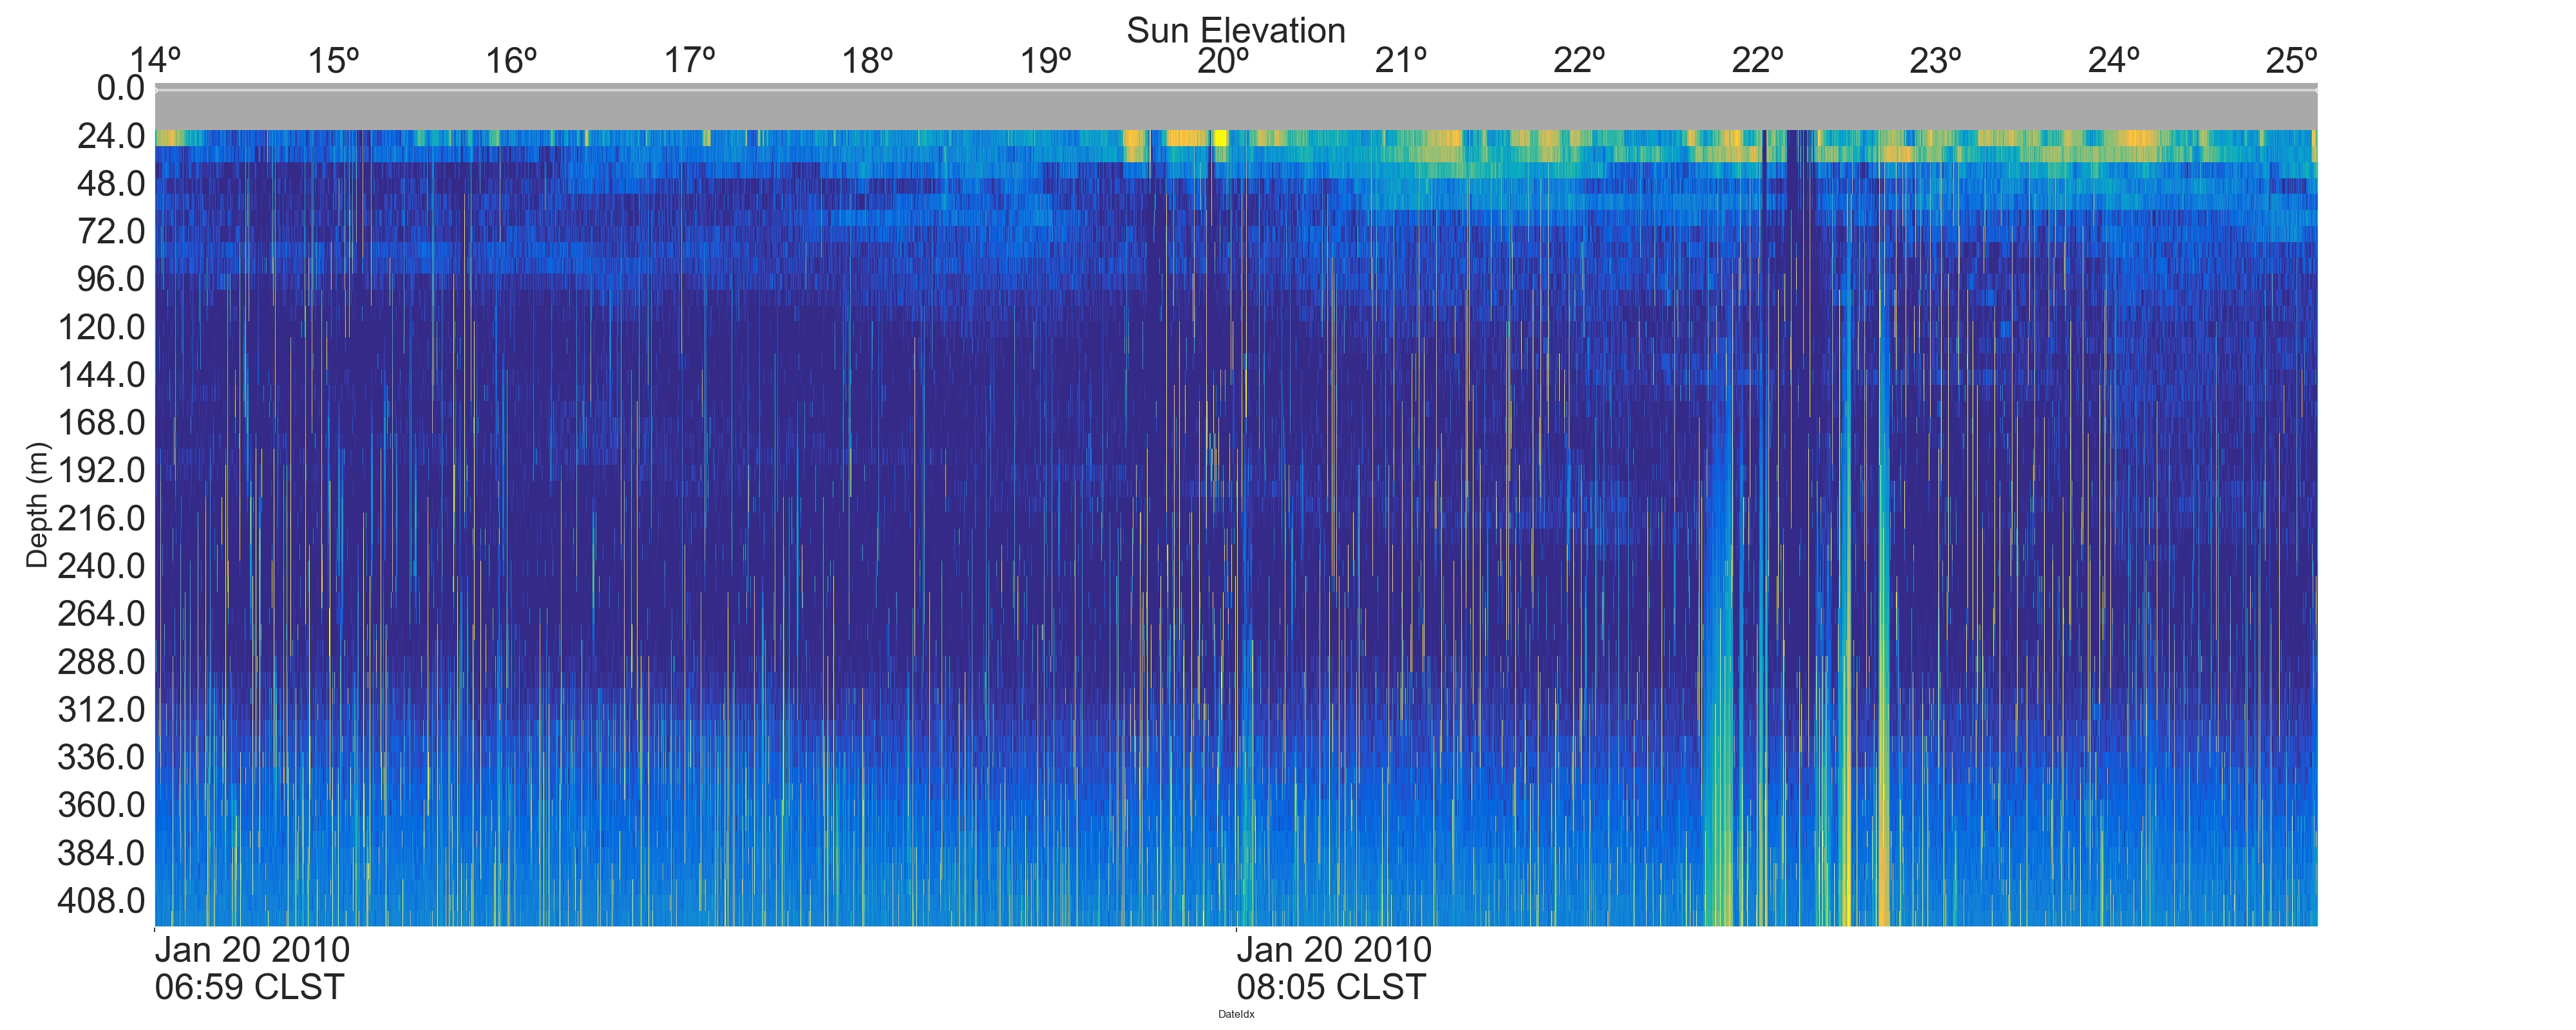 Sun Elevation
14º 15º 16º 17º 18º 19º 20º 21º 22º 22º 23º 24º 25º
0.0
24.0
48.0
72.0
96.0
120.0
144.0
168.0
192.0
216.0
240.0
264.0
288.0
312.0
336.0
360.0
384.0
408.0
Depth (m)
Jan 20 2010
06:59 CLST
Jan 20 2010
08:05 CLST
DateIdx